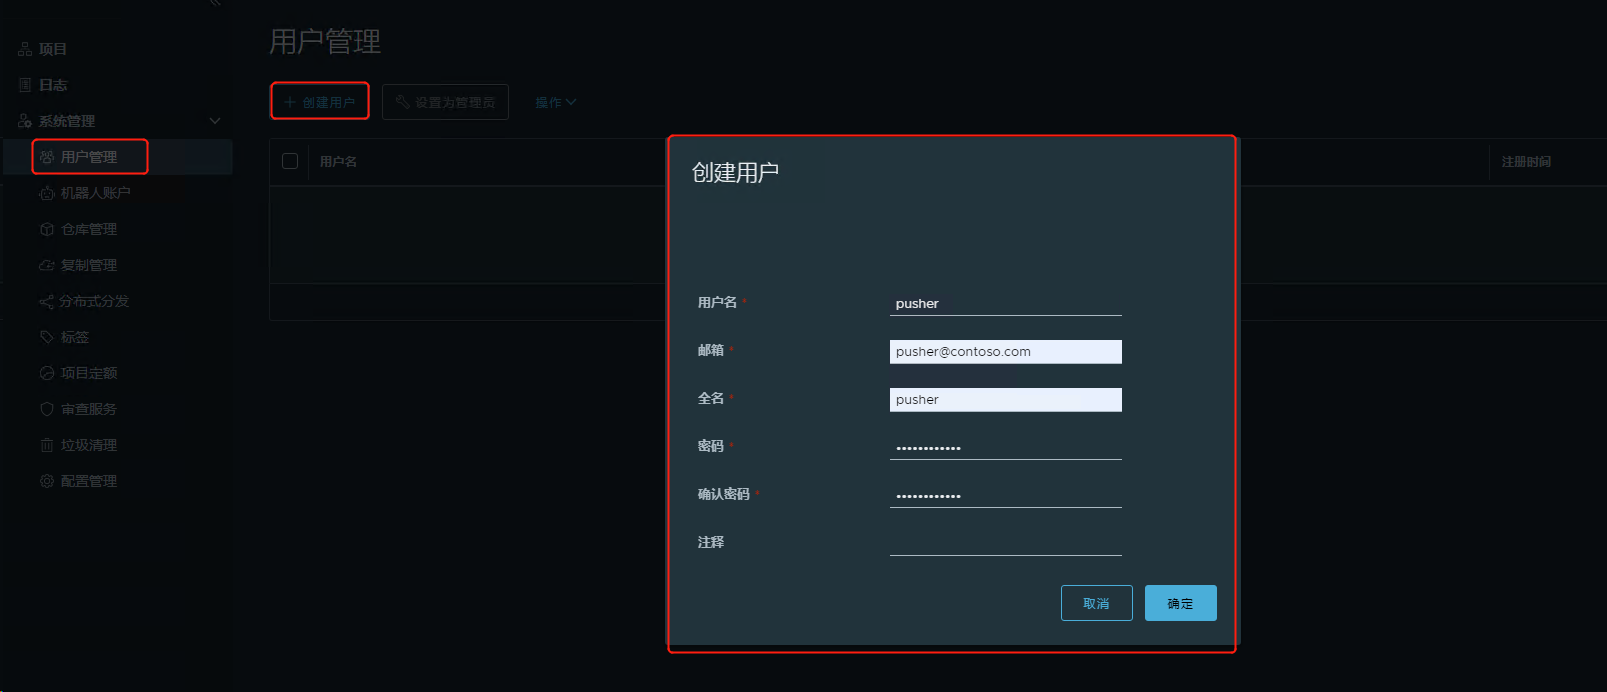 项目
日志
系统管理
用户管理
机器人账户
仓库管理
复制管理
分布式分发
标签
项目定额
审查服务
垃圾清理
配置管理
用户管理
创建用户
设置为管理员
操作
用户名
注册时间
创建用户
用户名 * pusher
邮箱 * pusher@contoso.com
全名 * pusher
密码 * ••••••••••••
确认密码 * ••••••••••••
注释
取消
确定